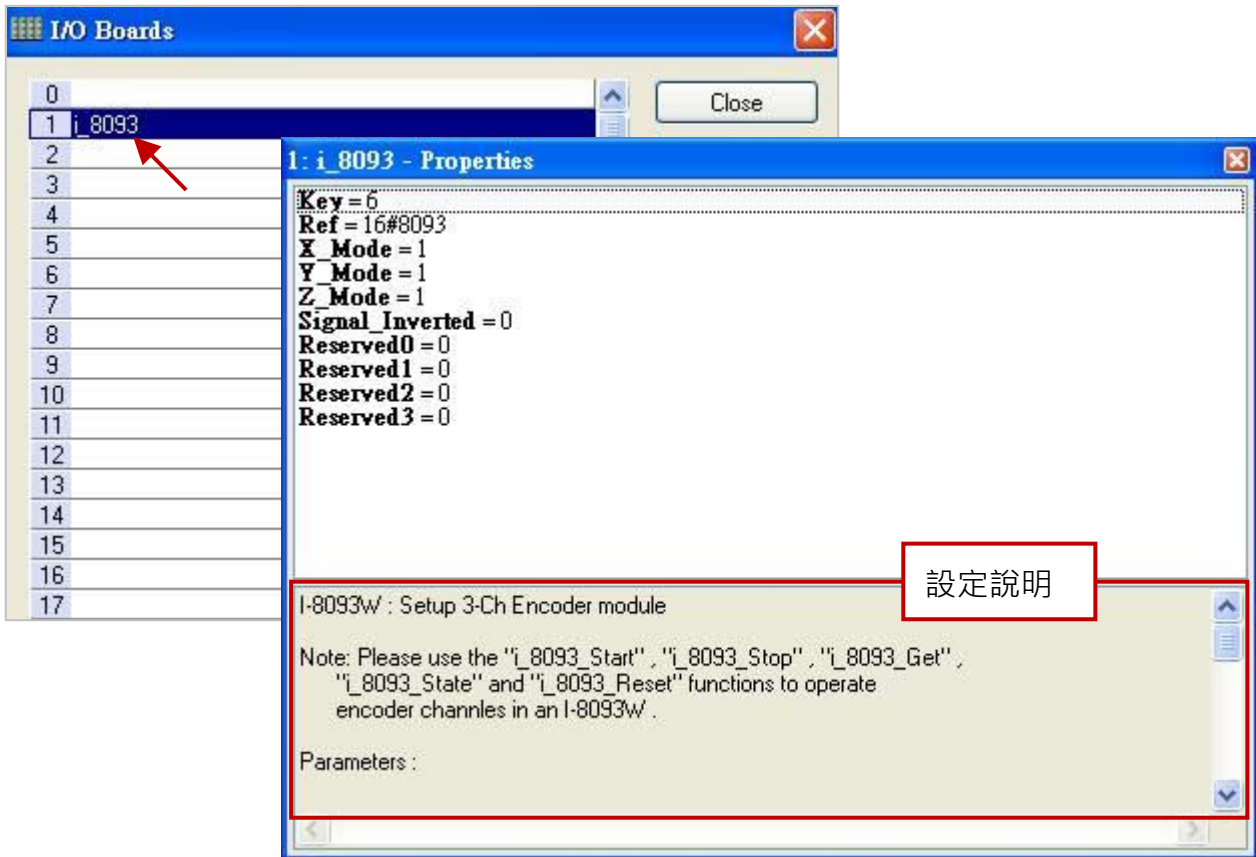 I/O Boards
Close
0
1 i_8093
2
3
4
5
6
7
8
9
10
11
12
13
14
15
16
17
1: i_8093 - Properties
Key = 6
Ref = 16#8093
X_Mode = 1
Y_Mode = 1
Z_Mode = 1
Signal_Inverted = 0
Reserved0 = 0
Reserved1 = 0
Reserved2 = 0
Reserved3 = 0
設定說明
I-8093W : Setup 3-Ch Encoder module
Note: Please use the "i_8093_Start" , "i_8093_Stop" , "i_8093_Get" ,
"i_8093_State" and "i_8093_Reset" functions to operate
encoder channles in an I-8093W .
Parameters :